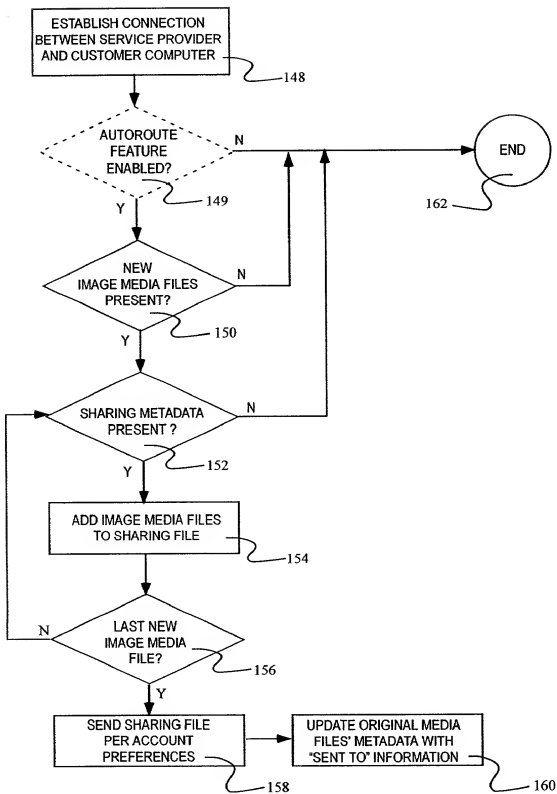 ESTABLISH CONNECTION
BETWEEN SERVICE PROVIDER
AND CUSTOMER COMPUTER
148
AUTOROUTE
FEATURE
ENABLED?
149
N
END
162
Y
NEW
IMAGE MEDIA FILES
PRESENT?
150
N
Y
SHARING METADATA
PRESENT ?
152
N
Y
ADD IMAGE MEDIA FILES
TO SHARING FILE
154
LAST NEW
IMAGE MEDIA
FILE?
156
N
Y
SEND SHARING FILE
PER ACCOUNT
PREFERENCES
158
UPDATE ORIGINAL MEDIA
FILES' METADATA WITH
"SENT TO" INFORMATION
160